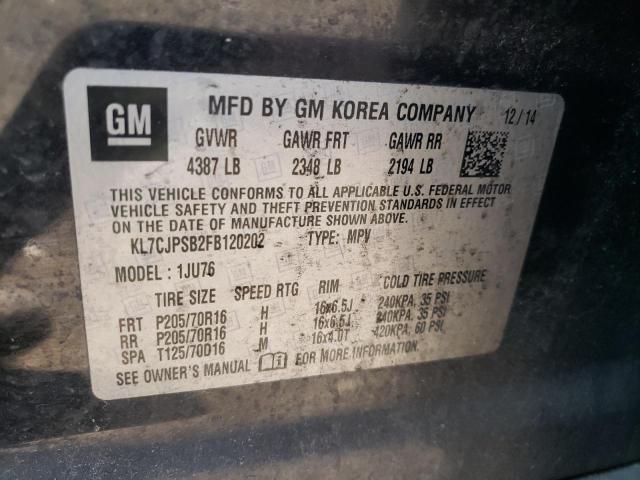 GM
MFD BY GM KOREA COMPANY 12/14
GVWR GAWR FRT GAWR RR
4387 LB 2348 LB 2194 LB
THIS VEHICLE CONFORMS TO ALL APPLICABLE U.S. FEDERAL MOTOR
VEHICLE SAFETY AND THEFT PREVENTION STANDARDS IN EFFECT
ON THE DATE OF MANUFACTURE SHOWN ABOVE.
KL7CJPSB2FB120202 TYPE: MPV
MODEL: 1JU76
TIRE SIZE SPEED RTG RIM COLD TIRE PRESSURE
FRT P205/70R16 H 16x6.5J 240KPA, 35 PSI
RR P205/70R16 H 16x6.5J 240KPA, 35 PSI
SPA T125/70D16 M 16x4.0T 420KPA, 60 PSI
SEE OWNER'S MANUAL FOR MORE INFORMATION.